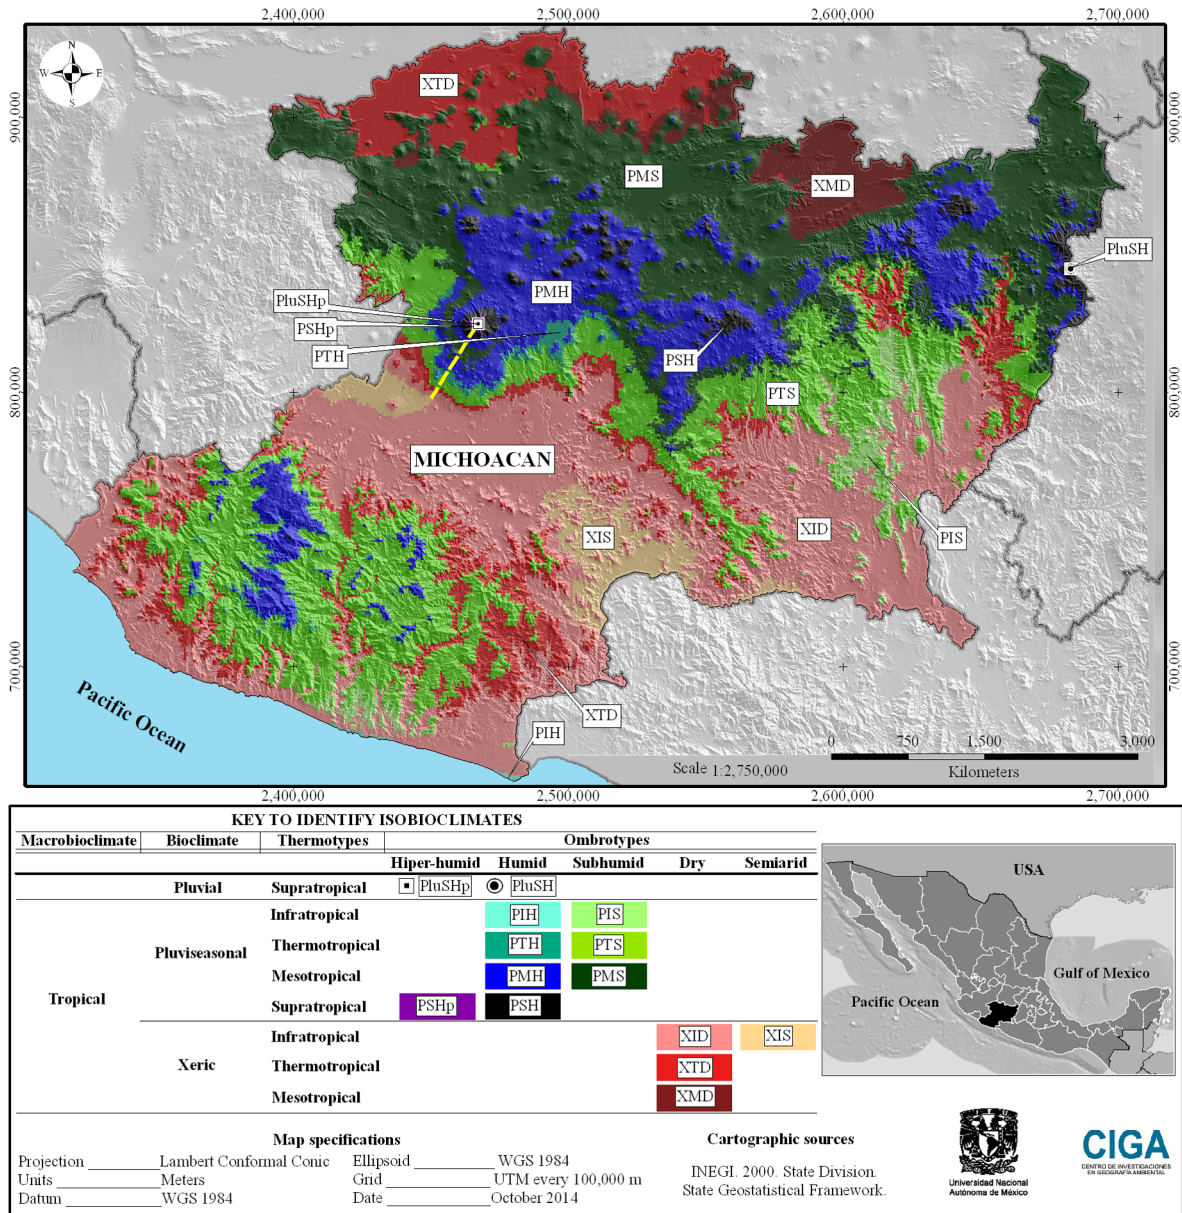 2,400,000 2,500,000 2,600,000 2,700,000
N
W E
S
900,000 900,000
800,000 800,000
700,000 700,000
XTD
PMS
XMD
PluSH
PMH
PluSHp
PSHp
PTH
PSH
PTS
MICHOACAN
XIS
XID
PIS
XTD
PIH
Pacific Ocean
0 750 1,500 3,000
Scale 1:2,750,000 Kilometers
2,400,000 2,500,000 2,600,000 2,700,000
KEY TO IDENTIFY ISOBIOCLIMATES
Macrobioclimate Bioclimate Thermotypes Ombrotypes
Hiper-humid Humid Subhumid Dry Semiarid
Pluvial Supratropical PluSHp PluSH
Infratropical PIH PIS
Thermotropical PTH PTS
Pluviseasonal
Mesotropical PMH PMS
Tropical
Supratropical PSHp PSH
Infratropical XID XIS
Xeric
Thermotropical XTD
Mesotropical XMD
USA
Gulf of Mexico
Pacific Ocean
Map specifications
Projection Lambert Conformal Conic Ellipsoid WGS 1984
Units Meters Grid UTM every 100,000 m
Datum WGS 1984 Date October 2014
Cartographic sources
INEGI. 2000. State Division.
State Geostatistical Framework.
Universidad Nacional
Autónoma de México
CIGA
CENTRO DE INVESTIGACIONES
EN GEOGRAFÍA AMBIENTAL